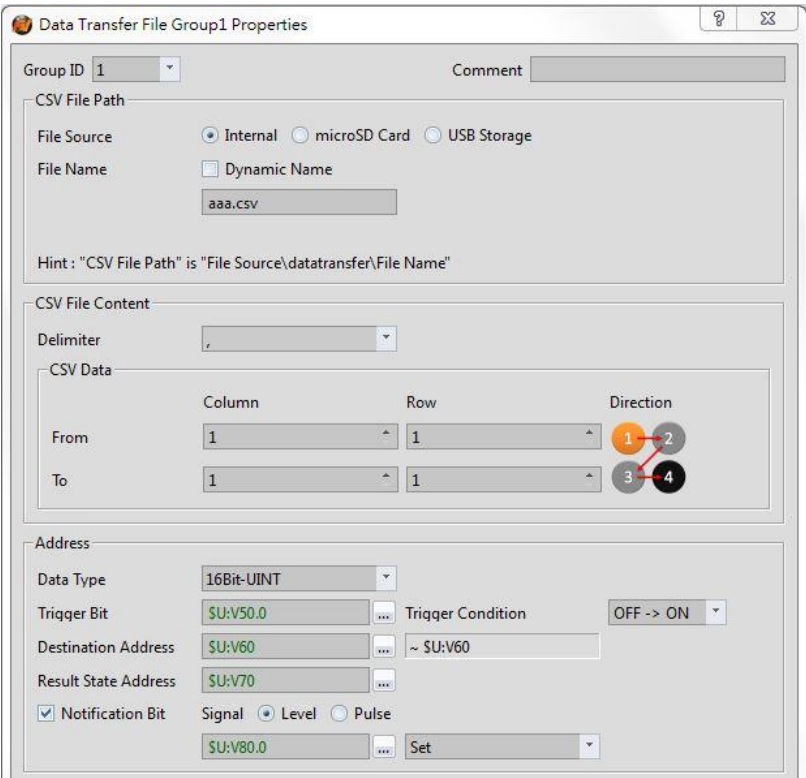 Data Transfer File Group1 Properties
Group ID 1 Comment
CSV File Path
File Source Internal microSD Card USB Storage
File Name Dynamic Name
aaa.csv
Hint : "CSV File Path" is "File Source\datatransfer\File Name"
CSV File Content
Delimiter ,
CSV Data
Column Row Direction
From 1 1 1 2
To 1 1 3 4
Address
Data Type 16Bit-UINT
Trigger Bit $U:V50.0 ... Trigger Condition OFF -> ON
Destination Address $U:V60 ... ~ $U:V60
Result State Address $U:V70 ...
Notification Bit Signal Level Pulse
$U:V80.0 ... Set